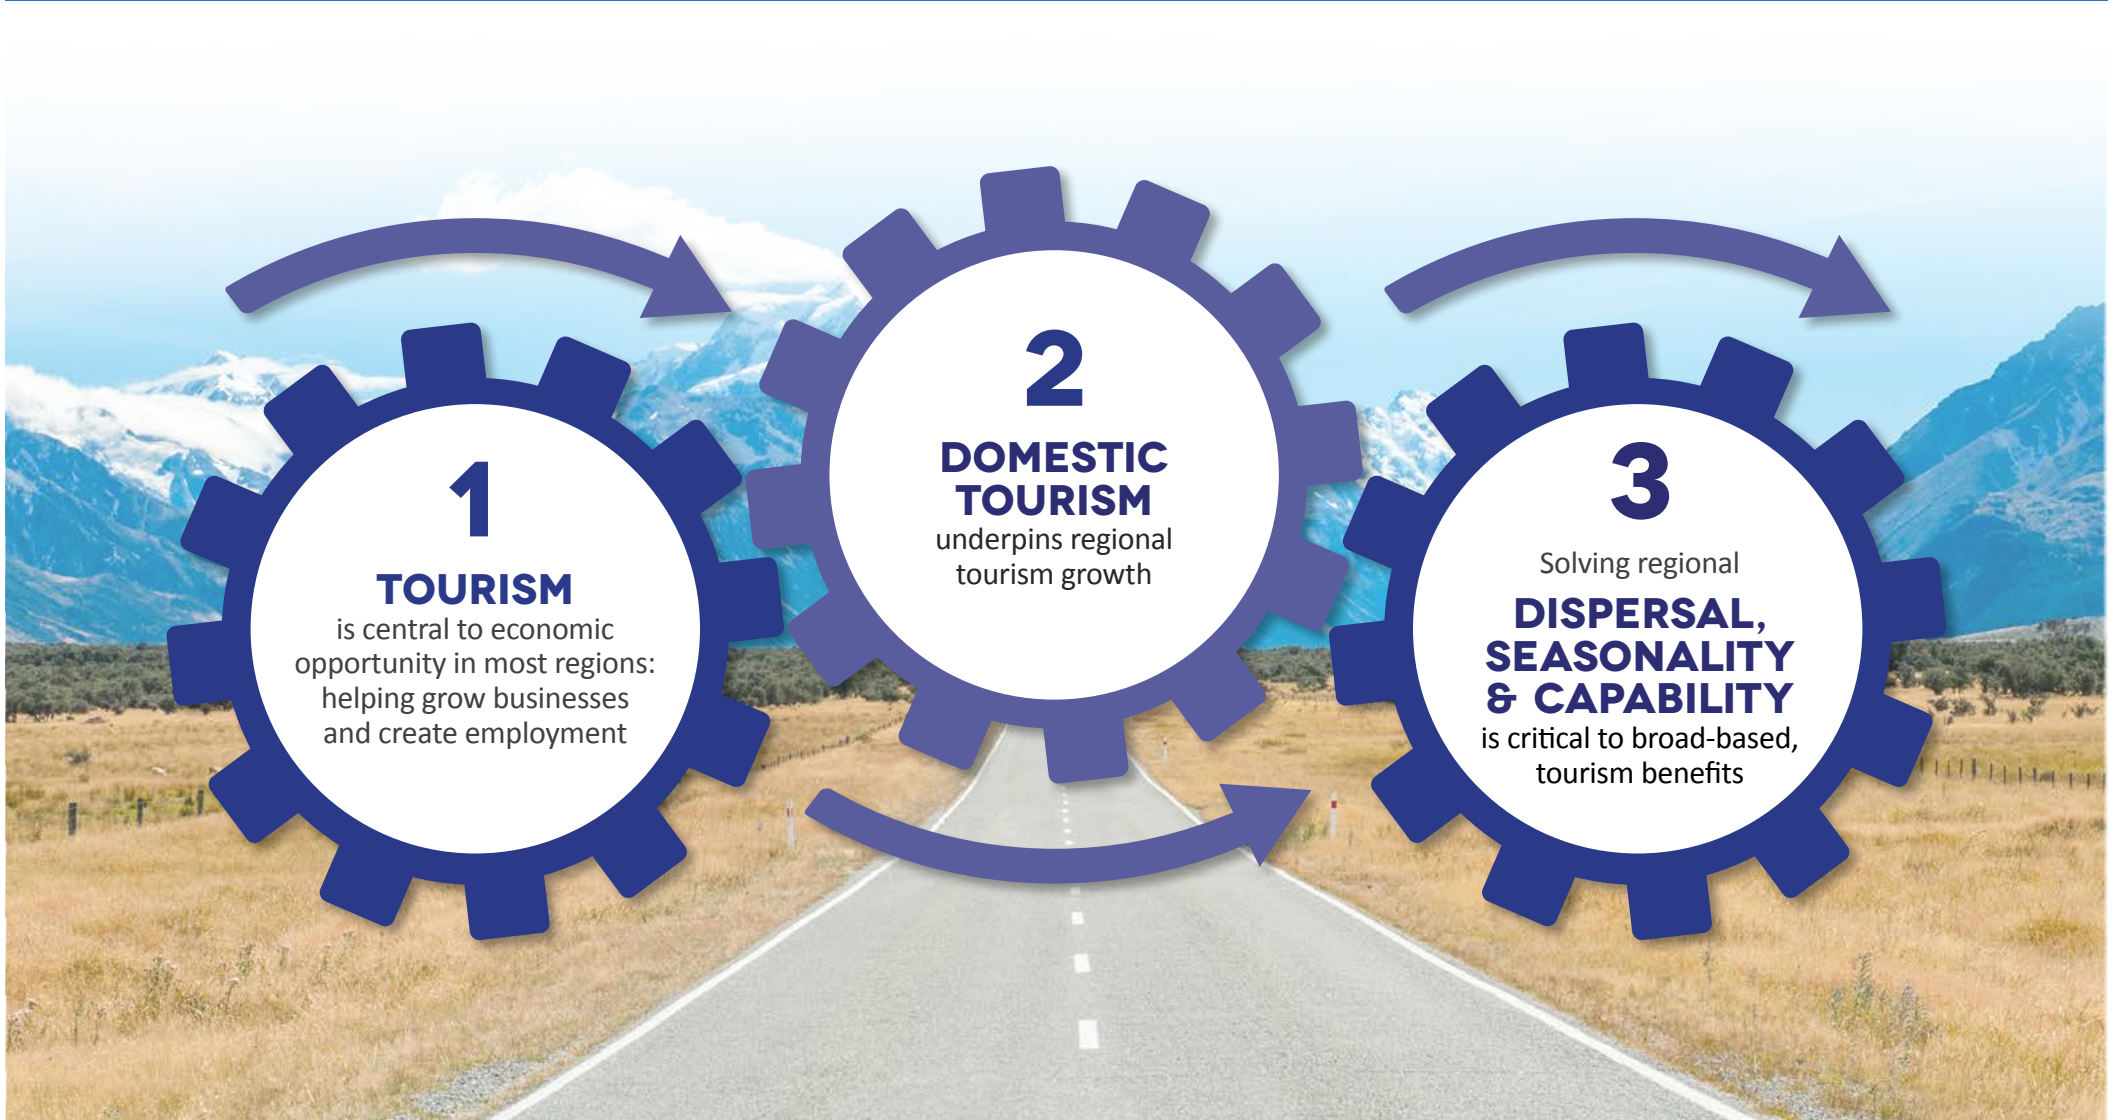 1
TOURISM
is central to economic
opportunity in most regions:
helping grow businesses
and create employment
2
DOMESTIC
TOURISM
underpins regional
tourism growth
3
Solving regional
DISPERSAL,
SEASONALITY
& CAPABILITY
is critical to broad-based,
tourism benefits